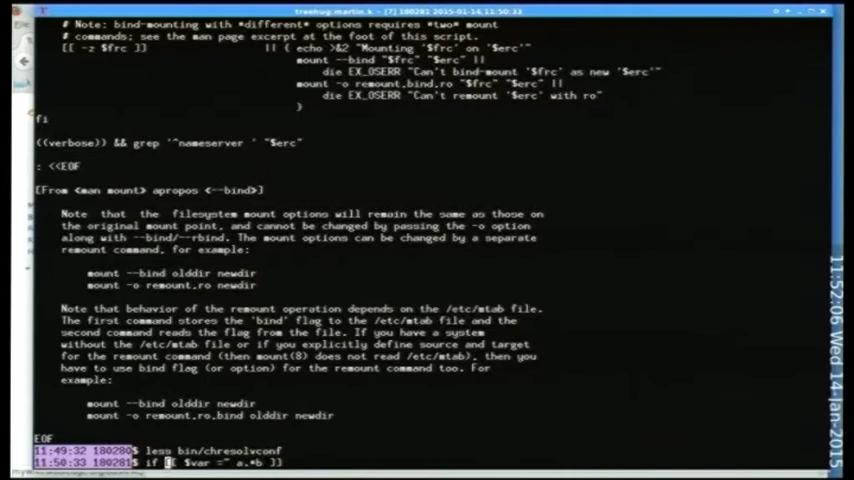 treehug:martin.k - [7] 180281 2015-01-14,11:50:33
# Note: bind-mounting with *different* options requires *two* mount
# commands; see the man page excerpt at the foot of this script.
[[ -z $frc ]] || { echo >&2 "Mounting '$frc' on '$erc'"
mount --bind "$frc" "$erc" ||
die EX_OSERR "Can't bind-mount '$frc' as new '$erc'"
mount -o remount,bind,ro "$frc" "$erc" ||
die EX_OSERR "Can't remount '$erc' with ro"
}
fi
((verbose)) && grep '^nameserver ' "$erc"
: <<EOF
[From <man mount> apropos <--bind>]
Note that the filesystem mount options will remain the same as those on
the original mount point, and cannot be changed by passing the -o option
along with --bind/--rbind. The mount options can be changed by a separate
remount command, for example:
mount --bind olddir newdir
mount -o remount,ro newdir
Note that behavior of the remount operation depends on the /etc/mtab file.
The first command stores the 'bind' flag to the /etc/mtab file and the
second command reads the flag from the file. If you have a system
without the /etc/mtab file or if you explicitly define source and target
for the remount command (then mount(8) does not read /etc/mtab), then you
have to use bind flag (or option) for the remount command too. For
example:
mount --bind olddir newdir
mount -o remount,ro,bind olddir newdir
EOF
11:49:32 180280$ less bin/chresolvconf
11:50:33 180281$ if [[ $var =~ a.*b ]]
11:52:06 Wed 14-Jan-2015